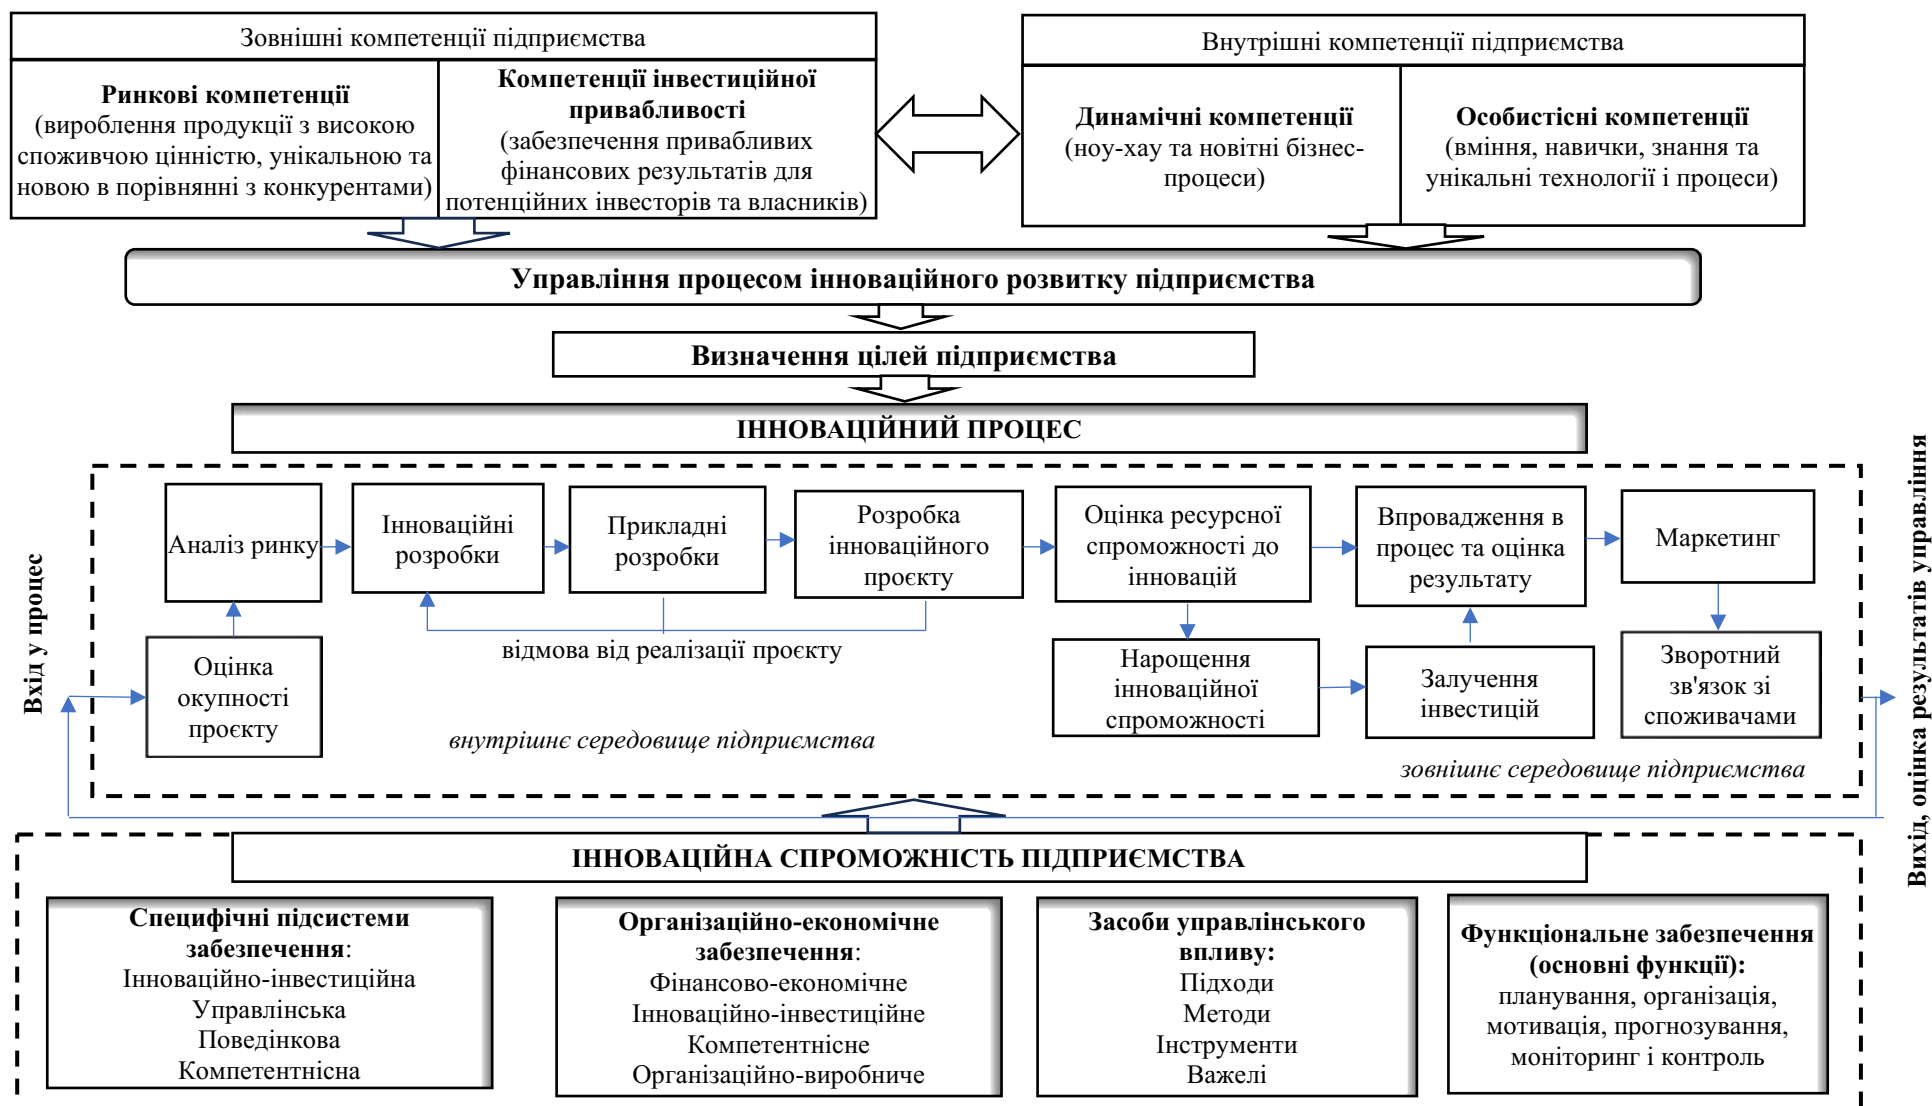 Зовнішні компетенції підприємства
Ринкові компетенції
(вироблення продукції з високою
споживчою цінністю, унікальною та
новою в порівнянні з конкурентами)
Компетенції інвестиційної
привабливості
(забезпечення привабливих
фінансових результатів для
потенційних інвесторів та власників)
Внутрішні компетенції підприємства
Динамічні компетенції
(ноу-хау та новітні бізнес-
процеси)
Особистісні компетенції
(вміння, навички, знання та
унікальні технології і процеси)
Управління процесом інноваційного розвитку підприємства
Визначення цілей підприємства
ІННОВАЦІЙНИЙ ПРОЦЕС
Вхід у процес
Аналіз ринку
Інноваційні
розробки
Прикладні
розробки
Розробка
інноваційного
проєкту
Оцінка ресурсної
спроможності до
інновацій
Впровадження в
процес та оцінка
результату
Маркетинг
Оцінка
окупності
проєкту
відмова від реалізації проєкту
Нарощення
інноваційної
спроможності
Залучення
інвестицій
Зворотний
зв'язок зі
споживачами
внутрішнє середовище підприємства
зовнішнє середовище підприємства
Вихід, оцінка результатів управління
ІННОВАЦІЙНА СПРОМОЖНІСТЬ ПІДПРИЄМСТВА
Специфічні підсистеми
забезпечення:
Інноваційно-інвестиційна
Управлінська
Поведінкова
Компетентнісна
Організаційно-економічне
забезпечення:
Фінансово-економічне
Інноваційно-інвестиційне
Компетентнісне
Організаційно-виробниче
Засоби управлінського
впливу:
Підходи
Методи
Інструменти
Важелі
Функціональне забезпечення
(основні функції):
планування, організація,
мотивація, прогнозування,
моніторинг і контроль